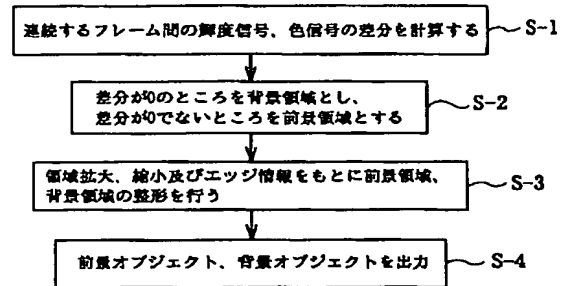 連続するフレーム間の輝度信号、色信号の差分を計算する S-1
差分が0のところを背景領域とし、
差分が0でないところを前景領域とする S-2
領域拡大、縮小及びエッジ情報をもとに前景領域、
背景領域の整形を行う S-3
前景オブジェクト、背景オブジェクトを出力 S-4